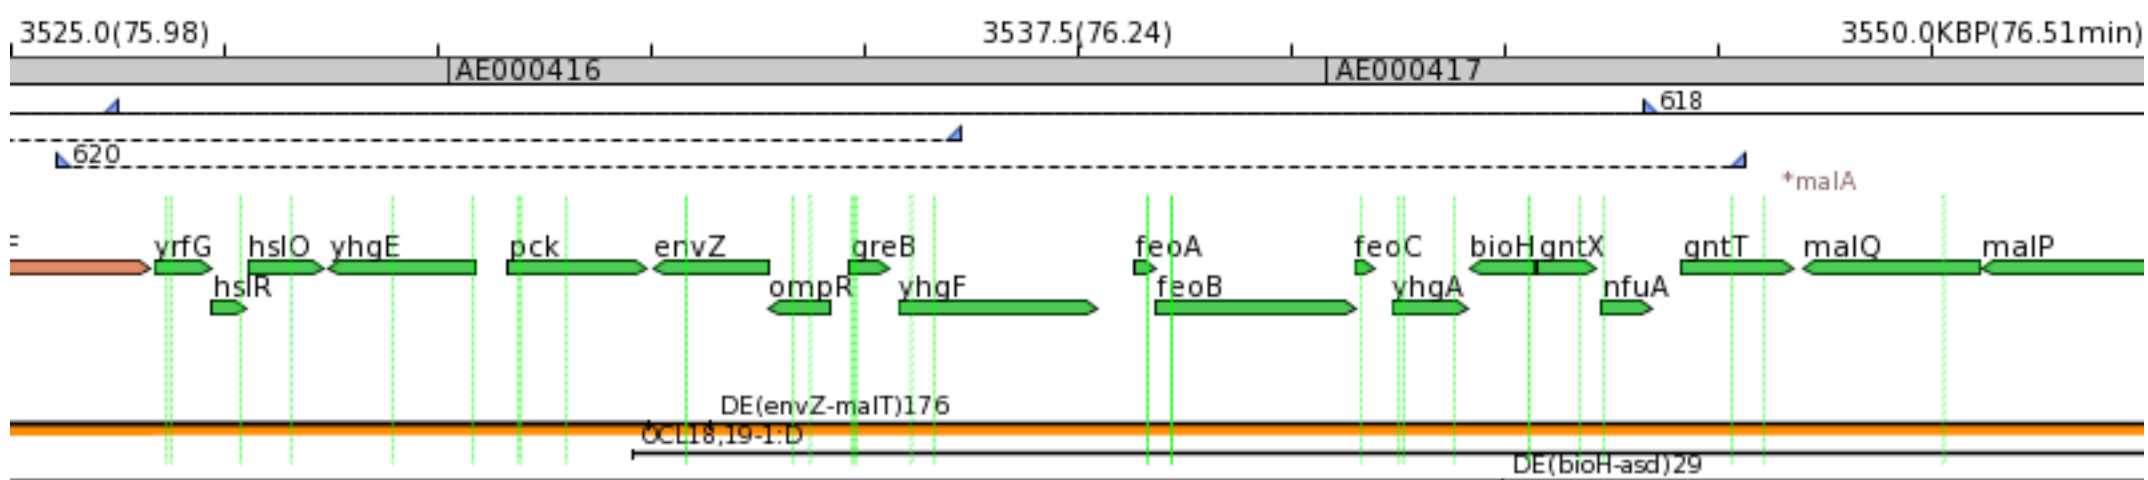 3525.0(75.98) 3537.5(76.24) 3550.0KBP(76.51min)
AE000416 AE000417
618
620
*malA
F yrfG hslO yhgE pck envZ greB feoA feoC bioH gntX gntT malQ malP
hslR ompR yhgF feoB yhgA nfuA
DE(envZ-malT)176
OCL18,19-1:D
DE(bioH-asd)29